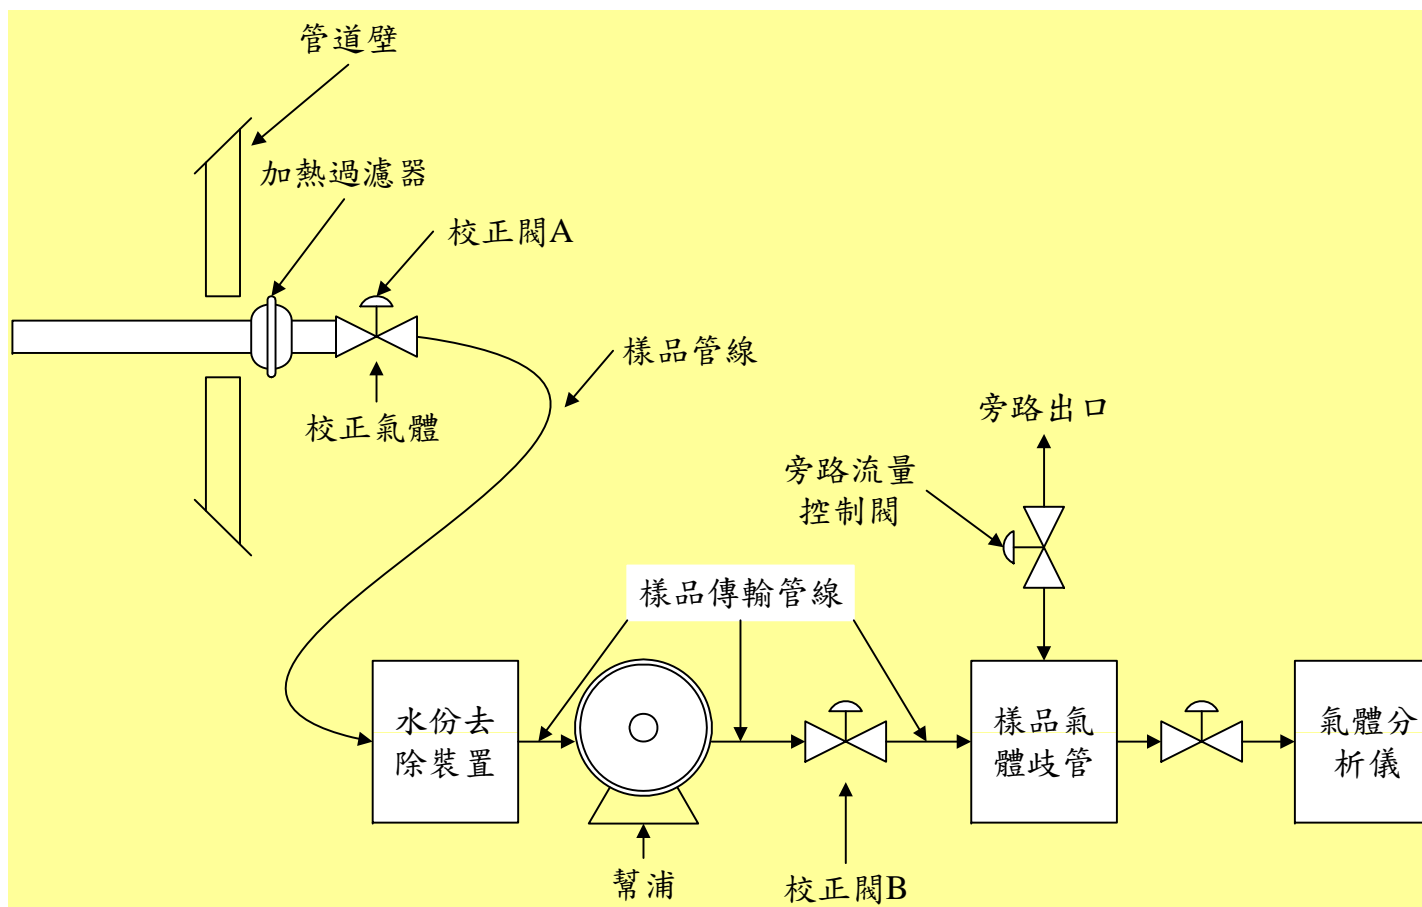 管道壁
加熱過濾器
校正閥A
樣品管線
校正氣體
旁路出口
旁路流量
控制閥
樣品傳輸管線
水份去
除裝置
樣品氣
體歧管
氣體分
析儀
幫浦
校正閥B